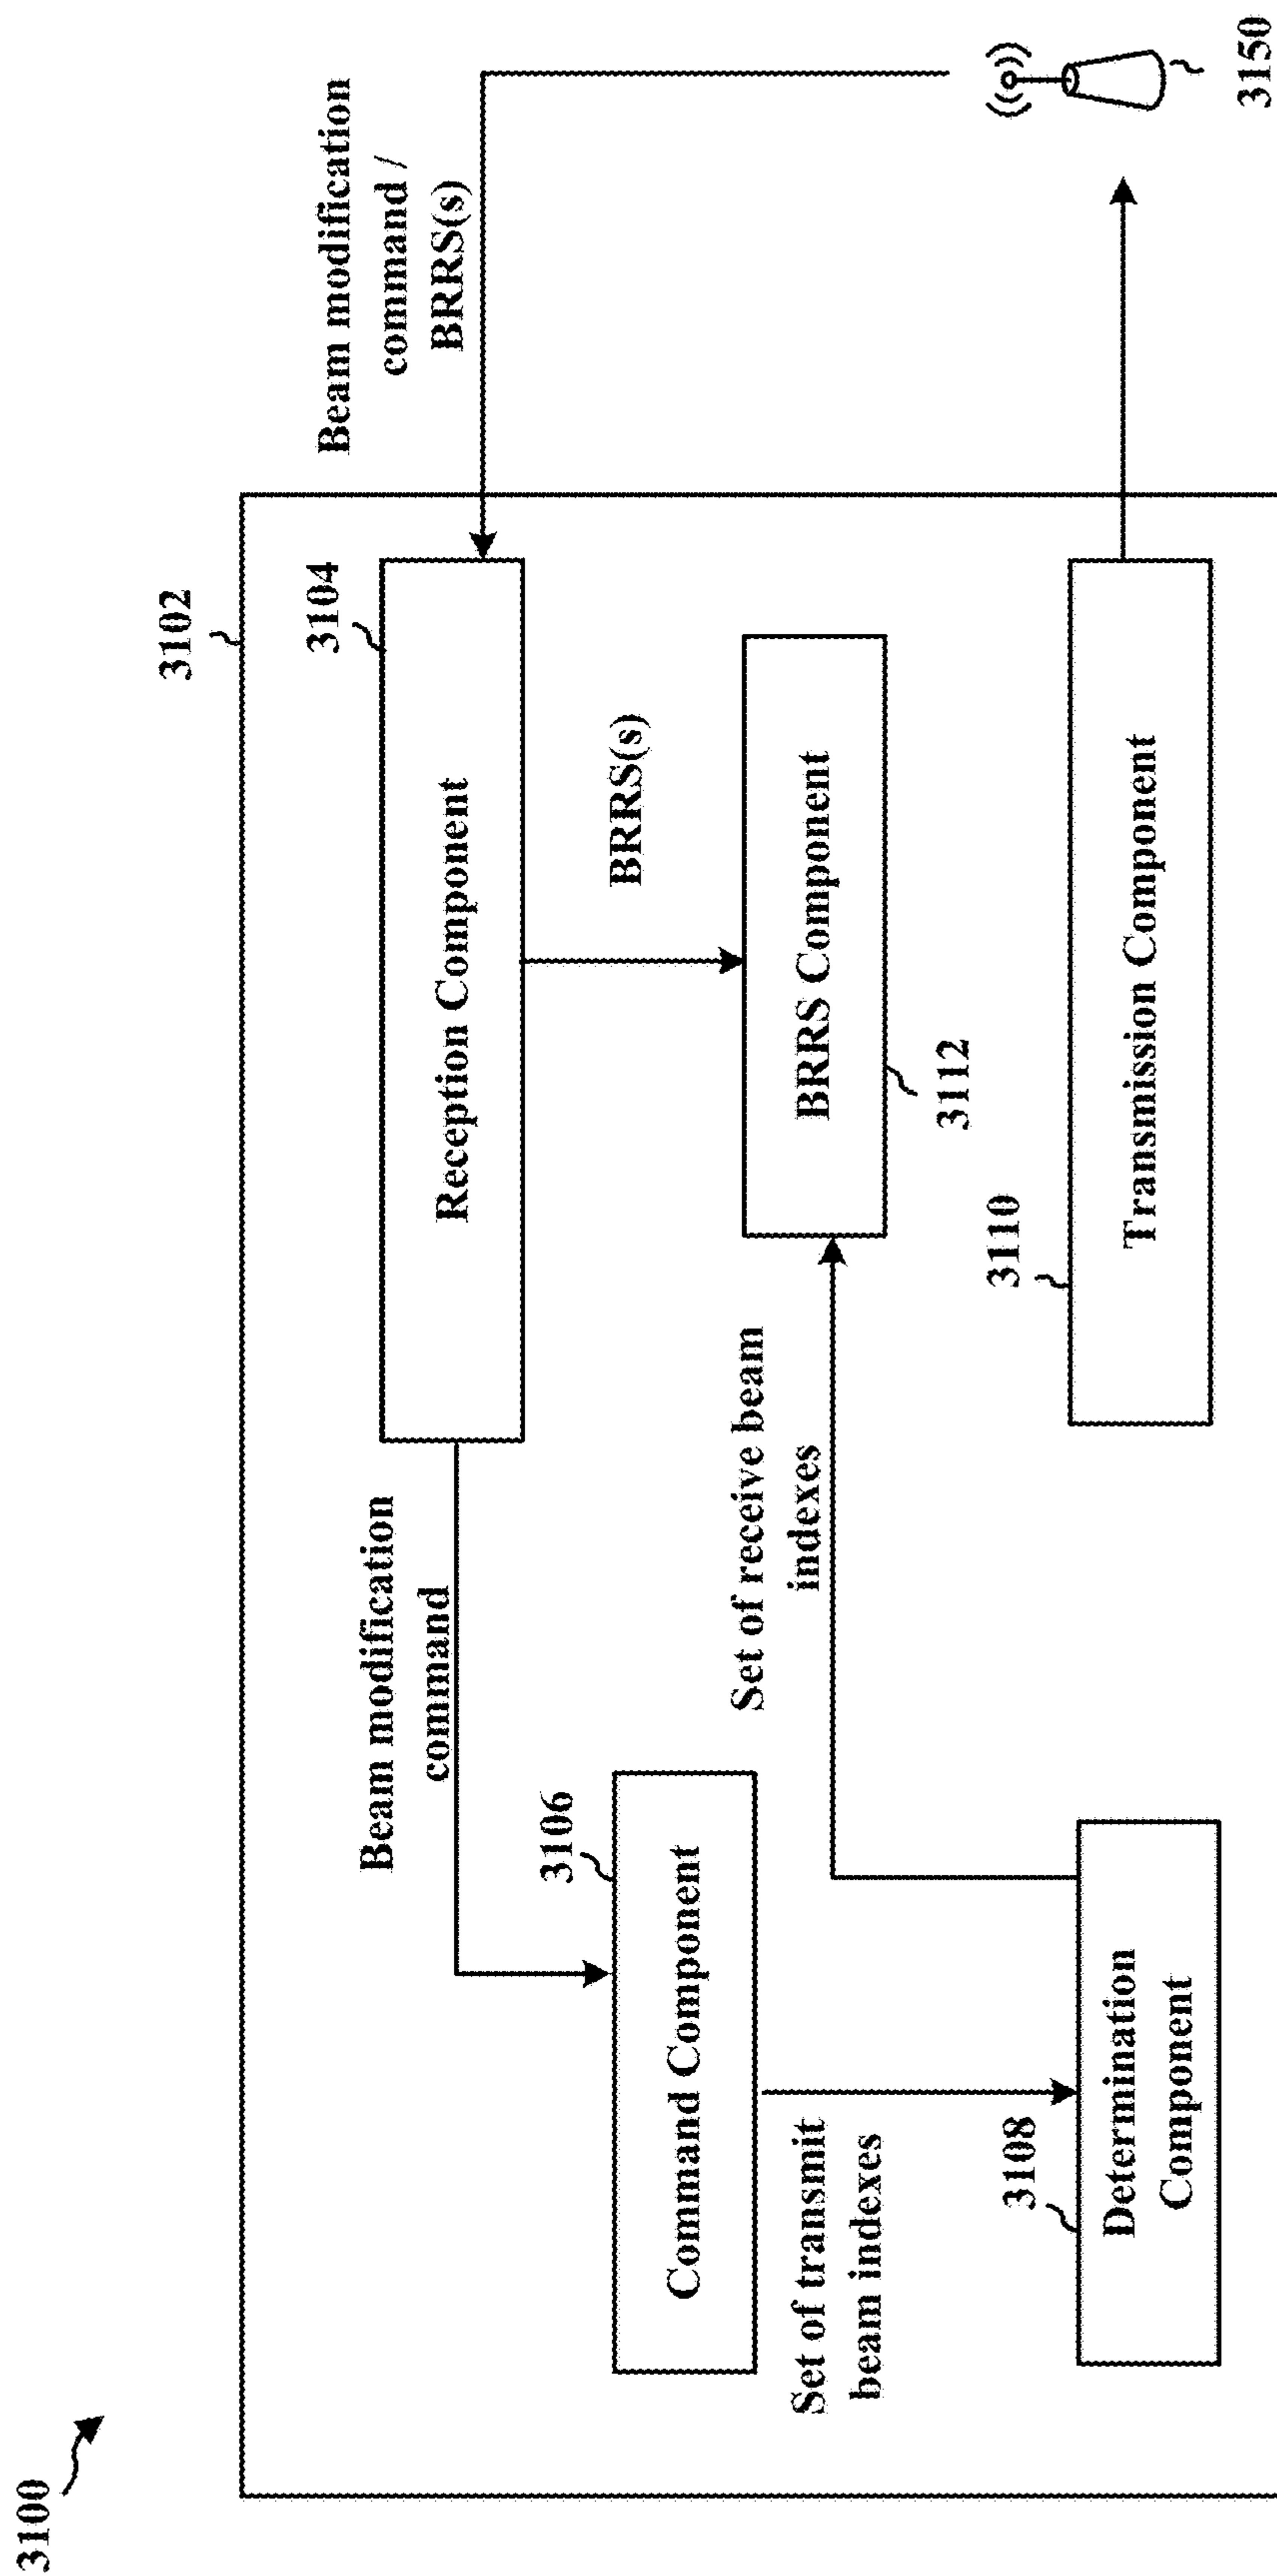 3100
3102
3104
Reception Component
Beam modification
command /
BRRS(s)
Beam modification
command
BRRS(s)
3106
Command Component
Set of receive beam
indexes
BRRS Component
3112
Set of transmit
beam indexes
3108
Determination
Component
3110
Transmission Component
3150